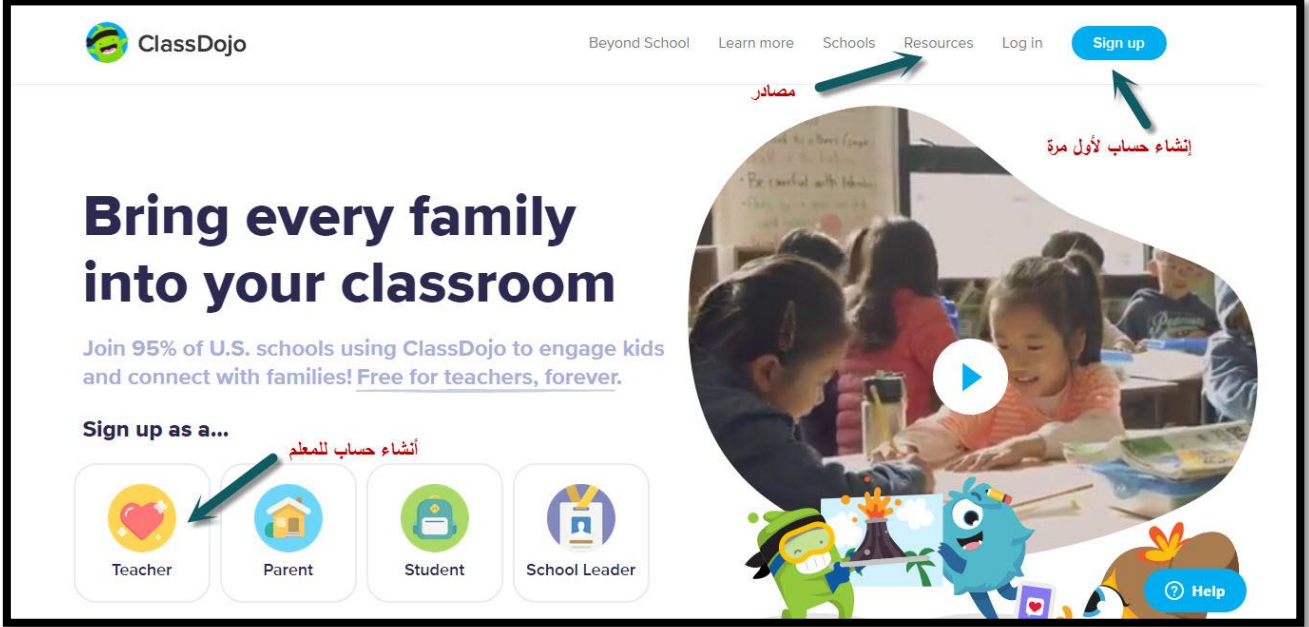 ClassDojo
Beyond School
Learn more
Schools
Resources
Log in
Sign up
مصادر
إنشاء حساب لأول مرة
Bring every family
into your classroom
Join 95% of U.S. schools using ClassDojo to engage kids
and connect with families! Free for teachers, forever.
Sign up as a...
أنشاء حساب للمعلم
Teacher
Parent
Student
School Leader
Help